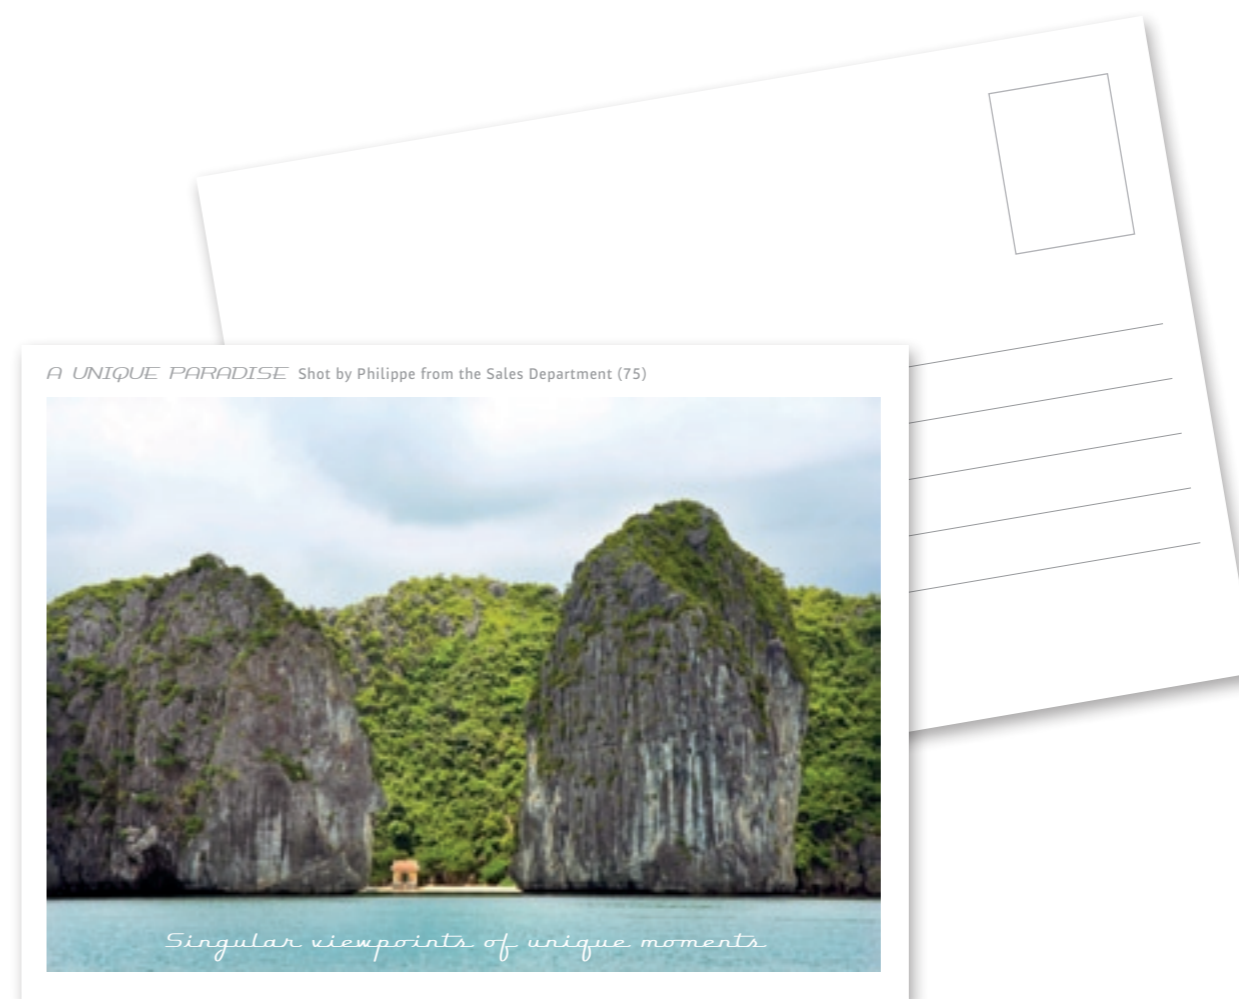 A UNIQUE PARADISE Shot by Philippe from the Sales Department (75)
Singular viewpoints of unique moments